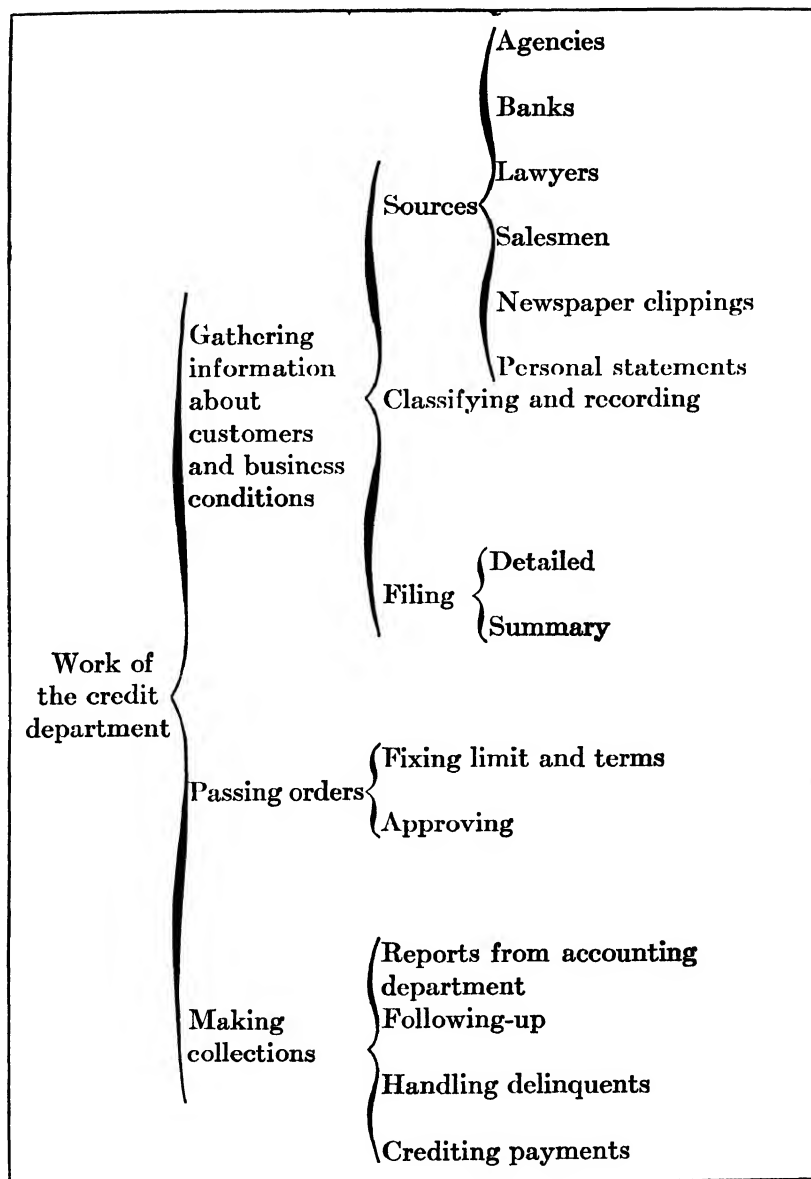 Agencies
Banks
Lawyers
Sources
Salesmen
Newspaper clippings
Personal statements
Gathering
information
about
customers
and business
conditions
Classifying and recording
Filing
Detailed
Summary
Work of
the credit
department
Passing orders
Fixing limit and terms
Approving
Making
collections
Reports from accounting
department
Following-up
Handling delinquents
Crediting payments